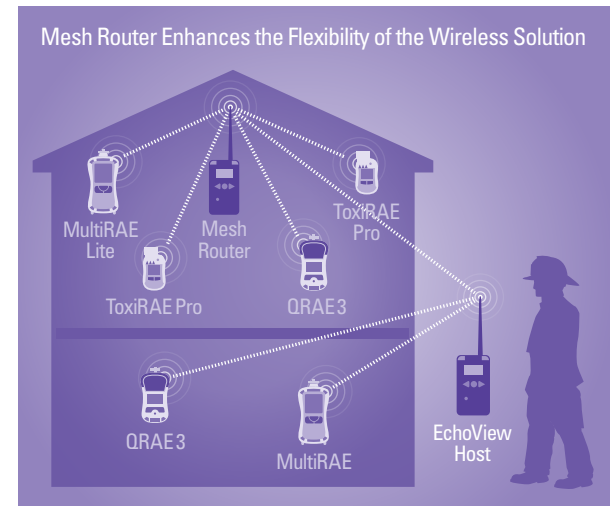 Mesh Router Enhances the Flexibility of the Wireless Solution
MultiRAE
Lite
Mesh
Router
ToxiRAE
Pro
ToxiRAE Pro
QRAE 3
QRAE 3
MultiRAE
EchoView
Host